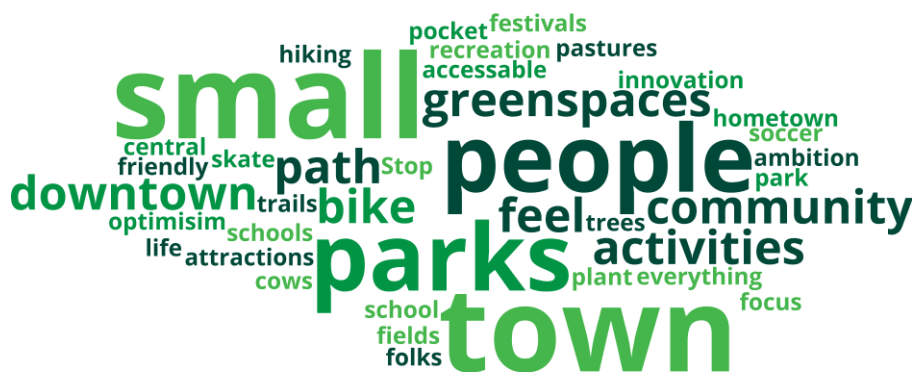 festivals
pocket
recreation pastures
hiking
accessable
small
innovation
greenspaces
hometown
people
soccer
central
friendly skate path Stop
ambition
park
downtown trails bike
feel trees community
optimisim
schools
parks
activities
life attractions
cows
plant everything
focus
school
town
fields
folks